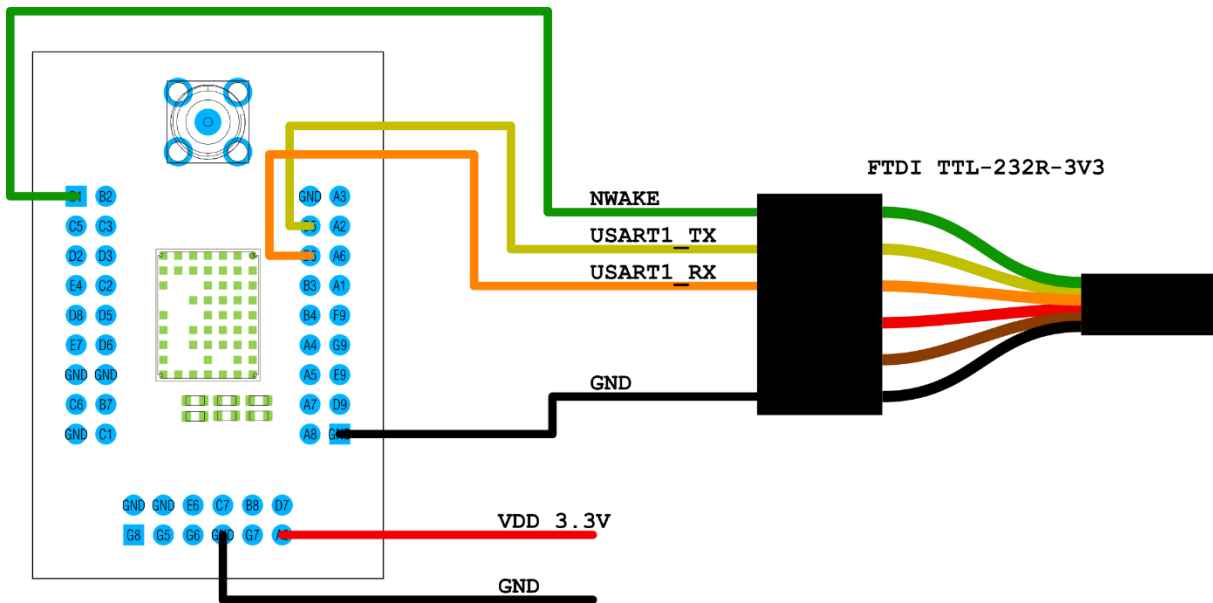 FTDI TTL-232R-3V3
NWAKE
USART1_TX
USART1_RX
GND
B2
C5 C3
D2 D3
E4 C2
D8 D5
E7 D6
GND GND
C6 B7
GND C1
GND A3
A2
A6
B3 A1
B4 F9
A4 G9
A5 E9
A7 D9
A8 GND
GND GND E6 C7 B8 D7
G8 G5 G6 GND G7
VDD 3.3V
GND